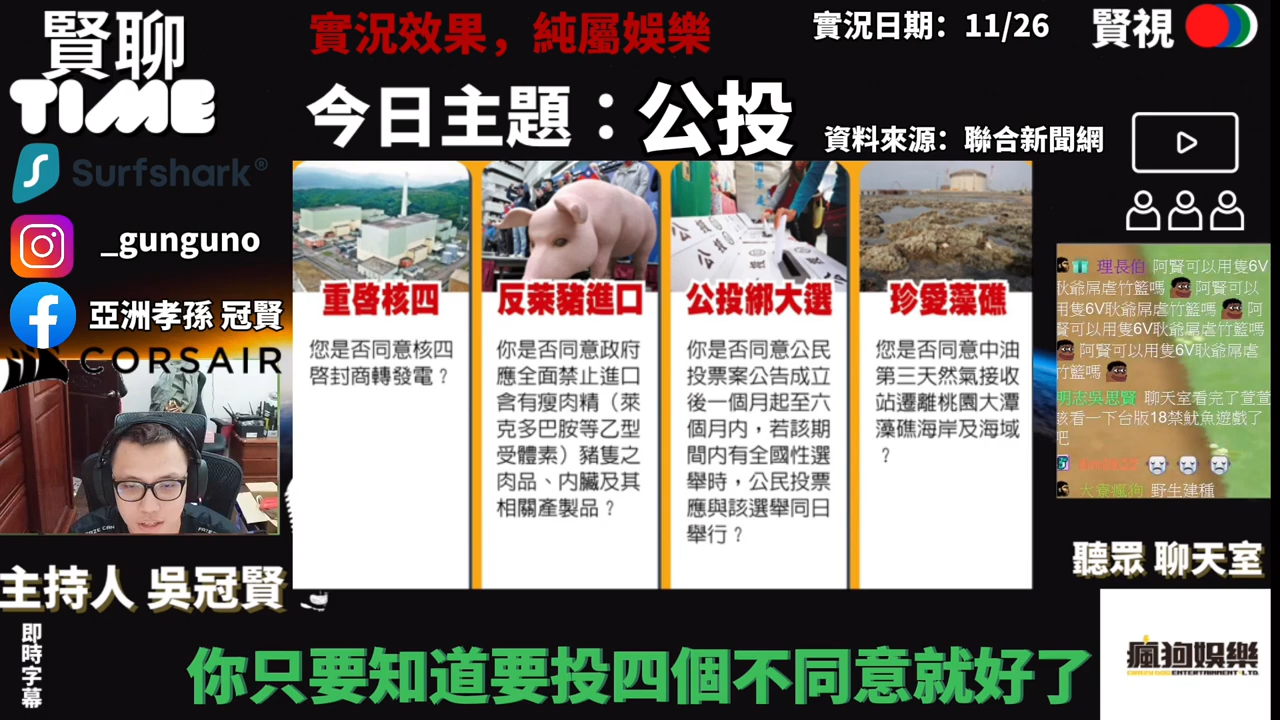 賢聊
TIME
實況效果，純屬娛樂
實況日期：11/26
賢視
今日主題：公投
資料來源：聯合新聞網
Surfshark®
_gunguno
亞洲孝孫 冠賢
CORSAIR
重啓核四
您是否同意核四
啓封商轉發電？
反萊豬進口
你是否同意政府
應全面禁止進口
含有瘦肉精（萊
克多巴胺等乙型
受體素）豬隻之
肉品、內臟及其
相關產製品？
公投綁大選
你是否同意公民
投票案公告成立
後一個月起至六
個月內，若該期
間內有全國性選
舉時，公民投票
應與該選舉同日
舉行？
珍愛藻礁
您是否同意中油
第三天然氣接收
站遷離桃園大潭
藻礁海岸及海域
？
理長伯 阿賢可以用隻6V
耿爺屌虐竹籃嗎 阿賢可以
用隻6V耿爺屌虐竹籃嗎 阿
賢可以用隻6V耿爺屌虐竹籃嗎
阿賢可以用隻6V耿爺屌虐
竹籃嗎
明志吳思賢 聊天室看完了萱萱
該看一下台版18禁魷魚遊戲了
吧
大寮瘋狗 野生建種
聽眾 聊天室
主持人 吳冠賢
即時字幕
你只要知道要投四個不同意就好了
瘋狗娛樂